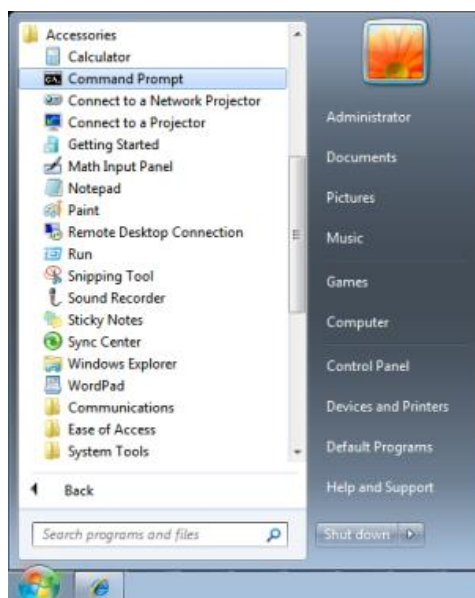 Accessories
Calculator
Command Prompt
Connect to a Network Projector
Connect to a Projector
Getting Started
Math Input Panel
Notepad
Paint
Remote Desktop Connection
Run
Snipping Tool
Sound Recorder
Sticky Notes
Sync Center
Windows Explorer
WordPad
Communications
Ease of Access
System Tools
Back
Search programs and files
Administrator
Documents
Pictures
Music
Games
Computer
Control Panel
Devices and Printers
Default Programs
Help and Support
Shut down